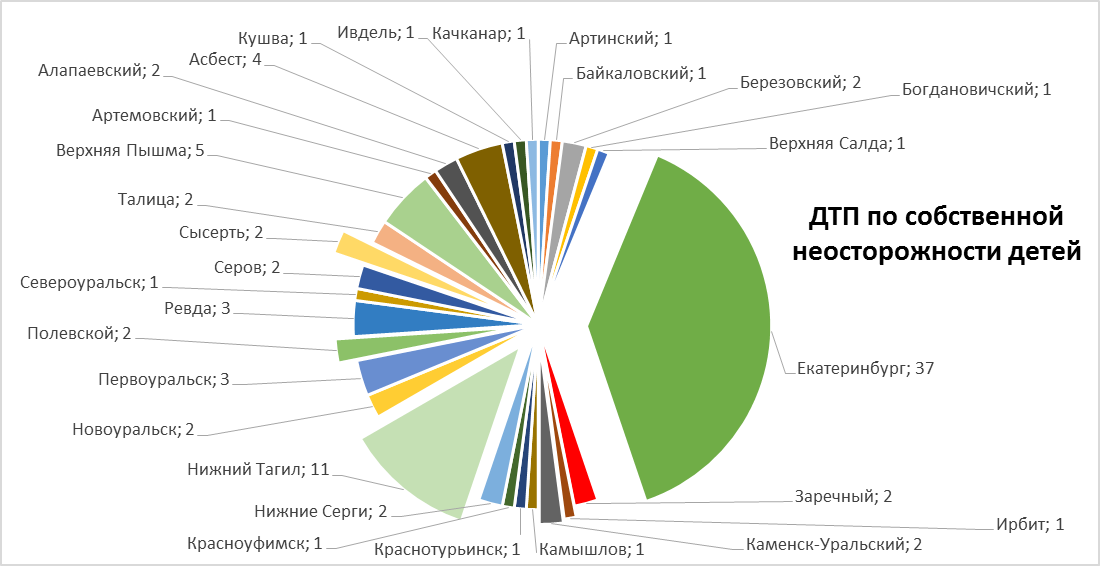 ДТП по собственной
неосторожности детей
Артинский; 1
Байкаловский; 1
Березовский; 2
Богдановичский; 1
Верхняя Салда; 1
Екатеринбург; 37
Заречный; 2
Ирбит; 1
Каменск-Уральский; 2
Камышлов; 1
Краснотурьинск; 1
Красноуфимск; 1
Нижние Серги; 2
Нижний Тагил; 11
Новоуральск; 2
Первоуральск; 3
Полевской; 2
Ревда; 3
Североуральск; 1
Серов; 2
Сысерть; 2
Талица; 2
Верхняя Пышма; 5
Артемовский; 1
Алапаевский; 2
Асбест; 4
Кушва; 1
Ивдель; 1
Качканар; 1